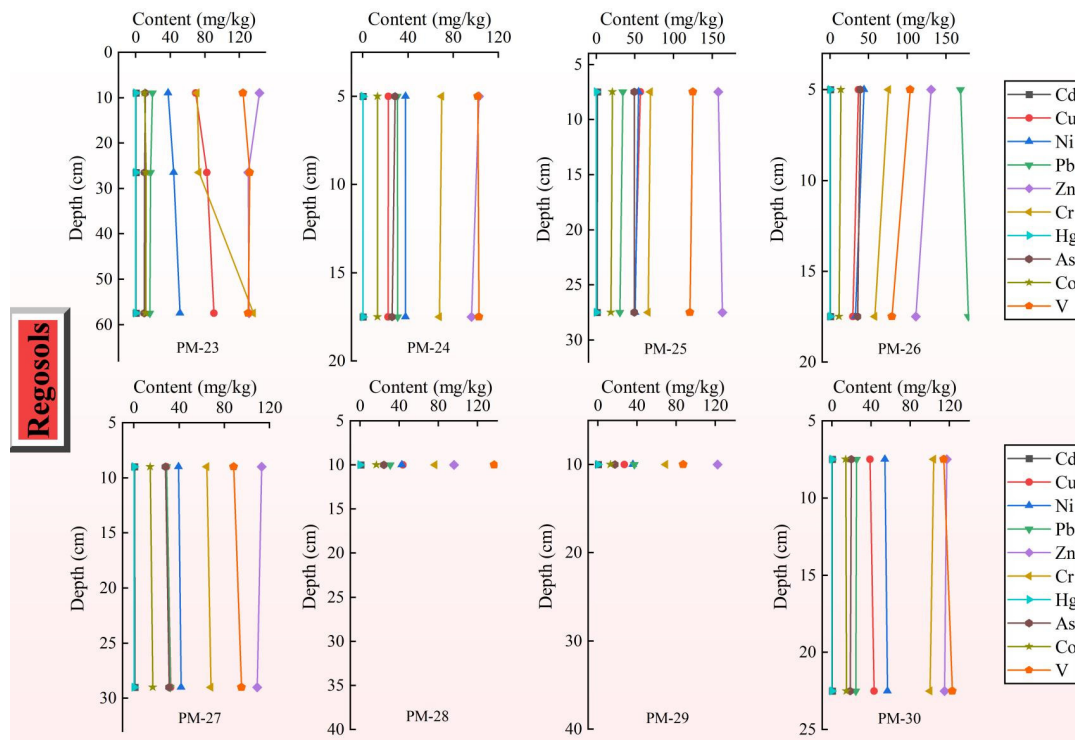 Content (mg/kg)
0 40 80 120
0
10
20
30
40
50
60
Depth (cm)
PM-23
Content (mg/kg)
0 40 80 120
5
10
15
20
Depth (cm)
PM-24
Content (mg/kg)
0 50 100 150
5
10
15
20
25
30
Depth (cm)
PM-25
Content (mg/kg)
0 50 100 150
5
10
15
20
Depth (cm)
PM-26
Cd
Cu
Ni
Pb
Zn
Cr
Hg
As
Co
V
Regosols
Content (mg/kg)
0 40 80 120
5
10
15
20
25
30
Depth (cm)
PM-27
Content (mg/kg)
0 40 80 120
5
10
15
20
25
30
35
40
Depth (cm)
PM-28
Content (mg/kg)
0 40 80 120
10
20
30
40
Depth (cm)
PM-29
Content (mg/kg)
0 40 80 120
5
10
15
20
25
Depth (cm)
PM-30
Cd
Cu
Ni
Pb
Zn
Cr
Hg
As
Co
V